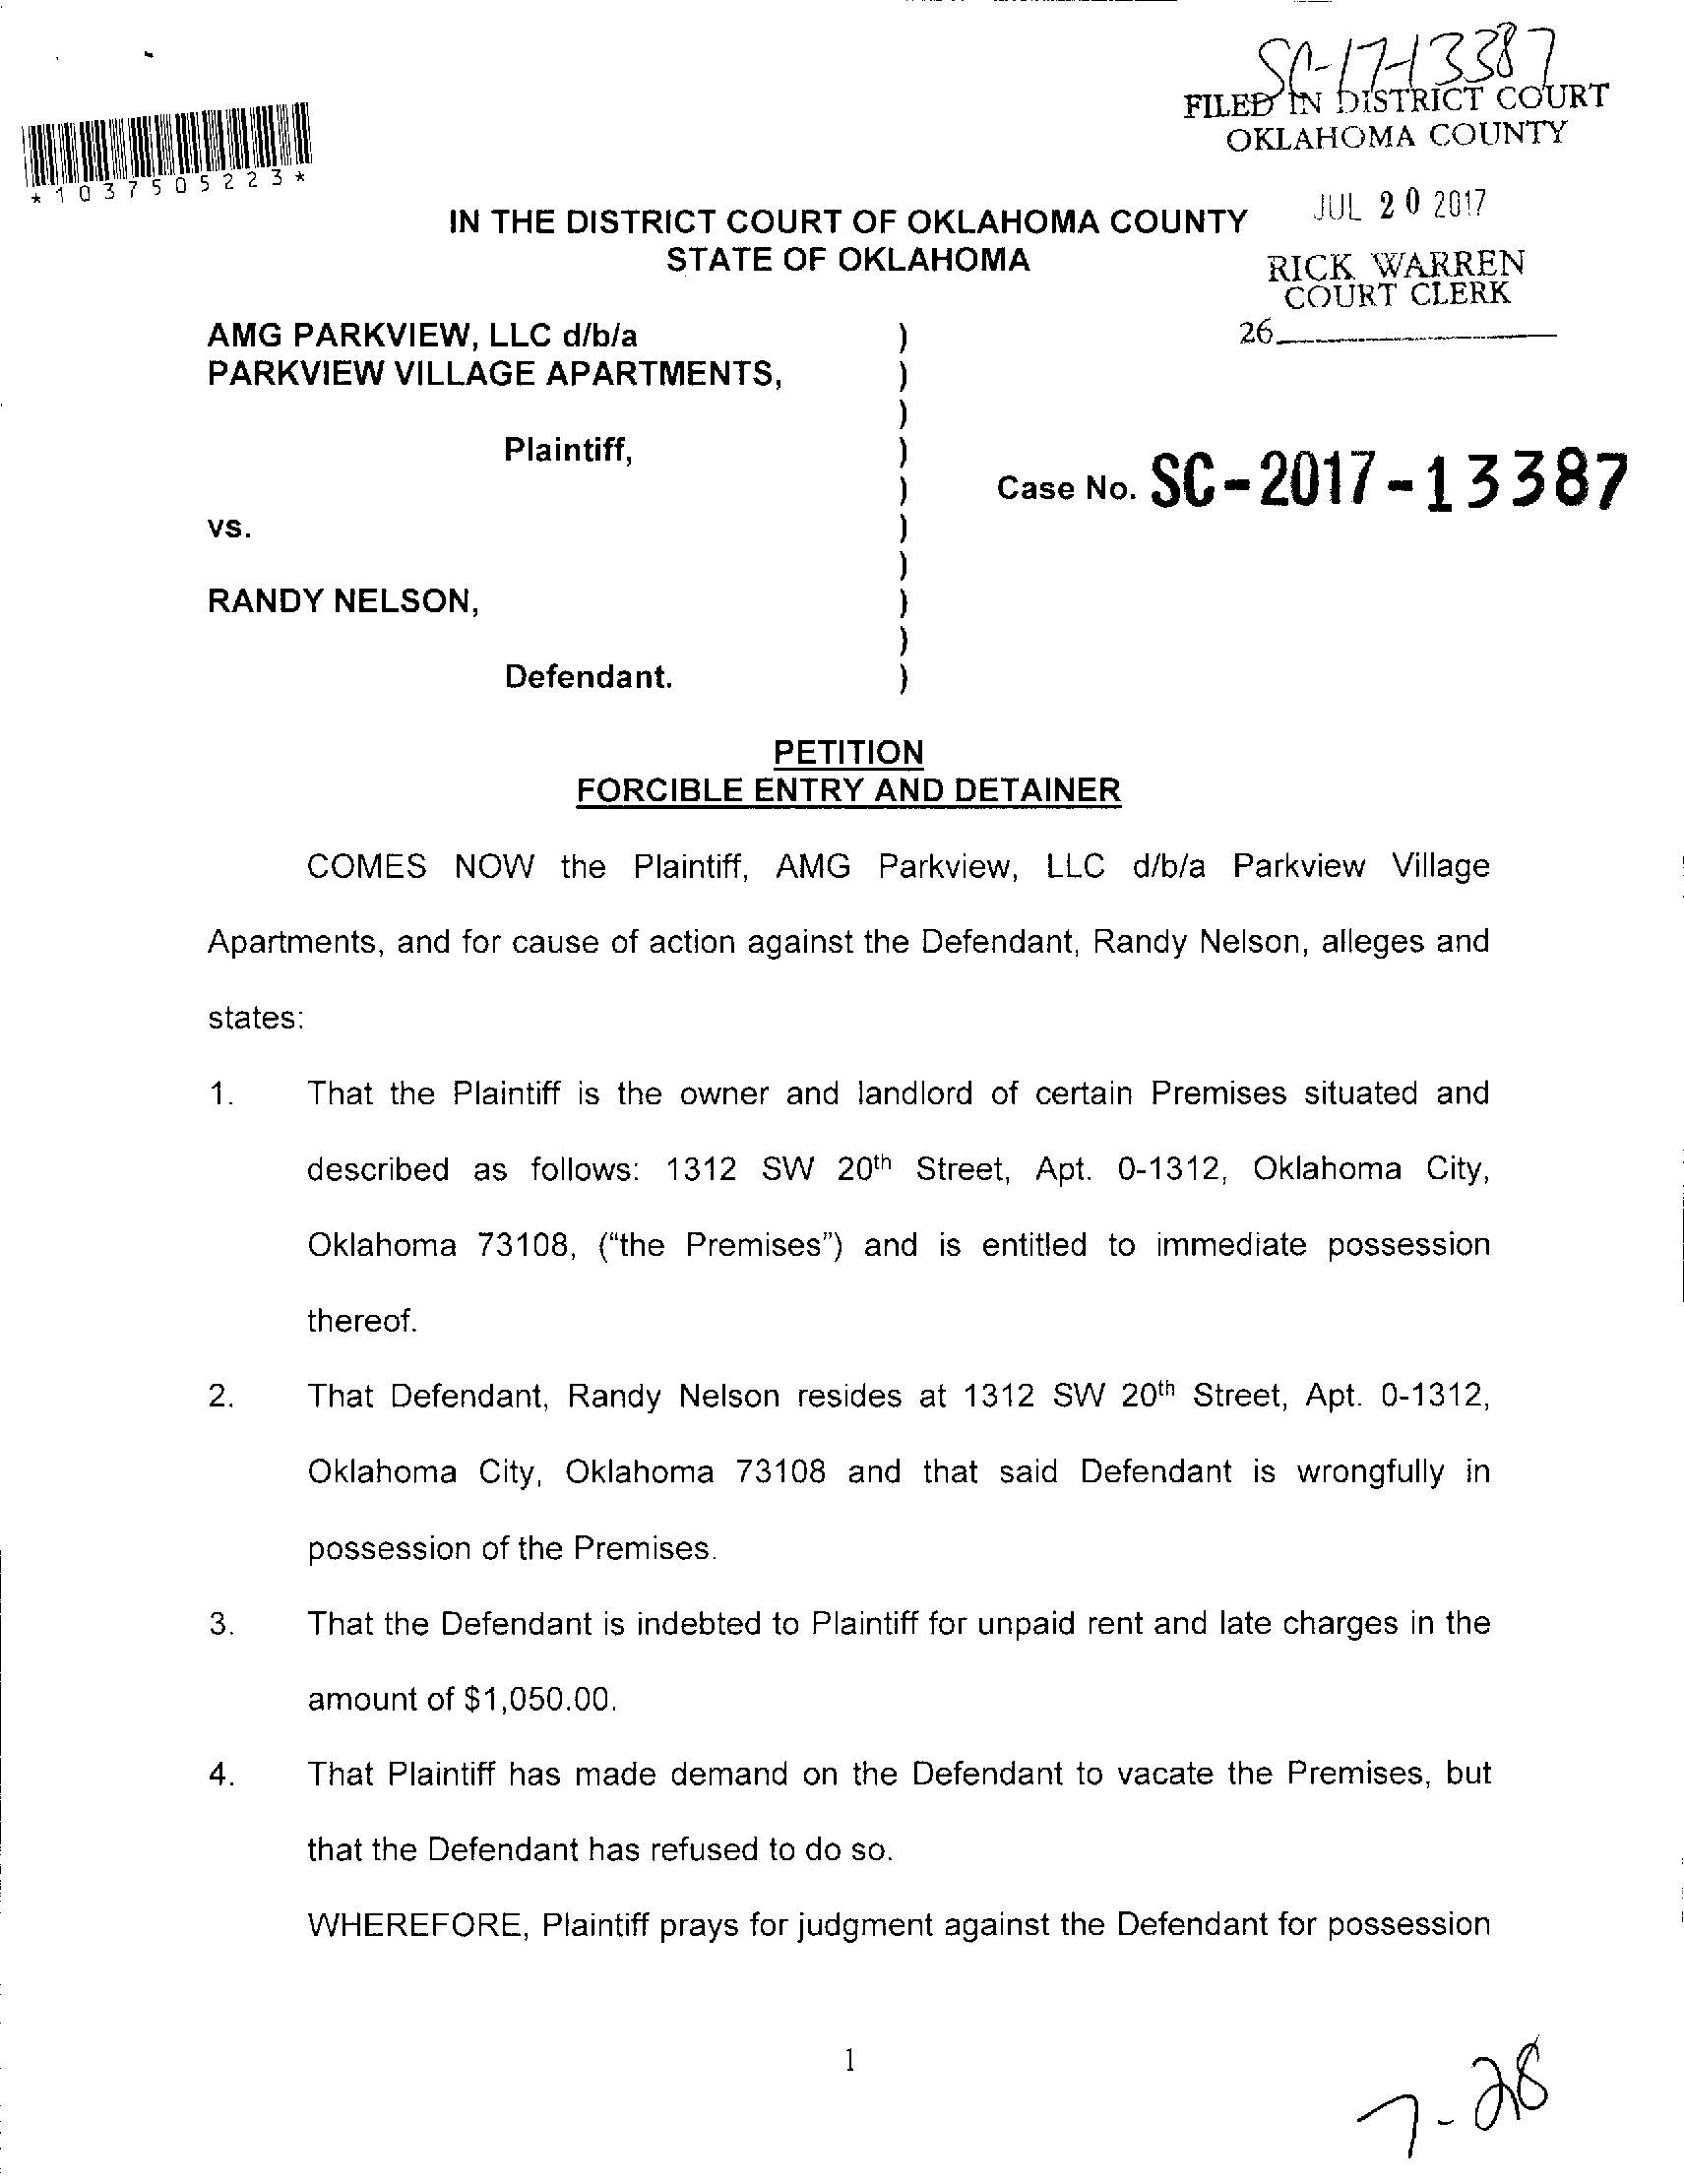 SC-17-13387
FILED IN DISTRICT COURT
OKLAHOMA COUNTY
*1037505223*
JUL 20 2017
IN THE DISTRICT COURT OF OKLAHOMA COUNTY
STATE OF OKLAHOMA
RICK WARREN
COURT CLERK
26
AMG PARKVIEW, LLC d/b/a )
PARKVIEW VILLAGE APARTMENTS, )
)
Plaintiff, )
) Case No. SC-2017-13387
vs. )
)
RANDY NELSON, )
)
Defendant. )
PETITION
FORCIBLE ENTRY AND DETAINER
COMES NOW the Plaintiff, AMG Parkview, LLC d/b/a Parkview Village
Apartments, and for cause of action against the Defendant, Randy Nelson, alleges and
states:
1. That the Plaintiff is the owner and landlord of certain Premises situated and
described as follows: 1312 SW 20th Street, Apt. 0-1312, Oklahoma City,
Oklahoma 73108, (“the Premises”) and is entitled to immediate possession
thereof.
2. That Defendant, Randy Nelson resides at 1312 SW 20th Street, Apt. 0-1312,
Oklahoma City, Oklahoma 73108 and that said Defendant is wrongfully in
possession of the Premises.
3. That the Defendant is indebted to Plaintiff for unpaid rent and late charges in the
amount of $1,050.00.
4. That Plaintiff has made demand on the Defendant to vacate the Premises, but
that the Defendant has refused to do so.
WHEREFORE, Plaintiff prays for judgment against the Defendant for possession
1
7-28